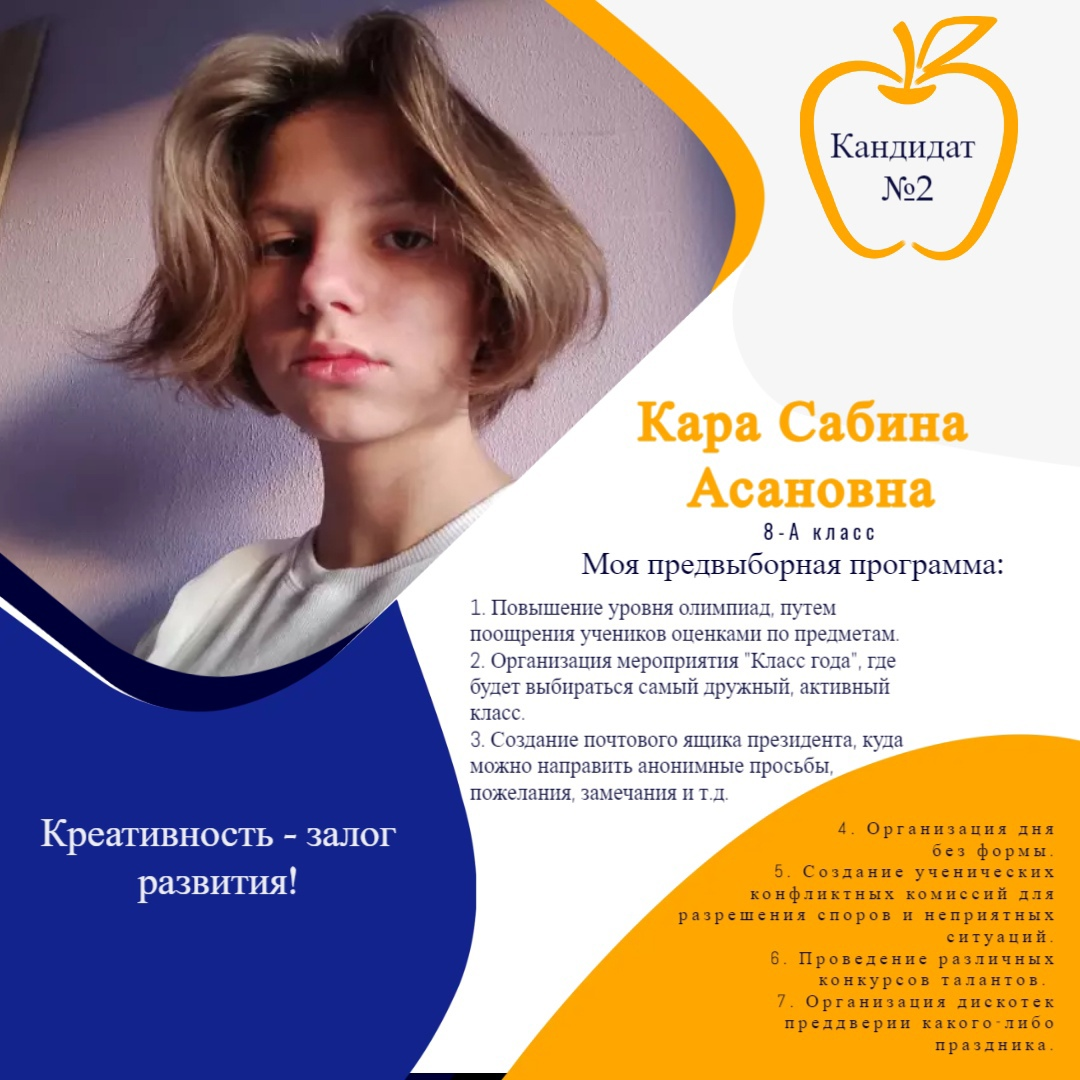 Кандидат
№2
Кара Сабина
Асановна
8-А класс
Моя предвыборная программа:
1. Повышение уровня олимпиад, путем
поощрения учеников оценками по предметам.
2. Организация мероприятия "Класс года", где
будет выбираться самый дружный, активный
класс.
3. Создание почтового ящика президента, куда
можно направить анонимные просьбы,
пожелания, замечания и т.д.
4. Организация дня
без формы.
5. Создание ученических
конфликтных комиссий для
разрешения споров и неприятных
ситуаций.
6. Проведение различных
конкурсов талантов.
7. Организация дискотек
преддверии какого-либо
праздника.
Креативность - залог
развития!